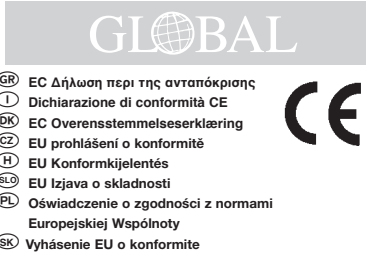 GLOBAL
GR EC Δήλωση περι της ανταπόκρισης
I Dichiarazione di conformità CE
DK EC Overensstemmelseserklæring
CZ EU prohlášení o konformitě
H EU Konformkijelentés
SLO EU Izjava o skladnosti
PL Oświadczenie o zgodności z normami
Europejskiej Wspólnoty
SK Vyhásenie EU o konformite
CE